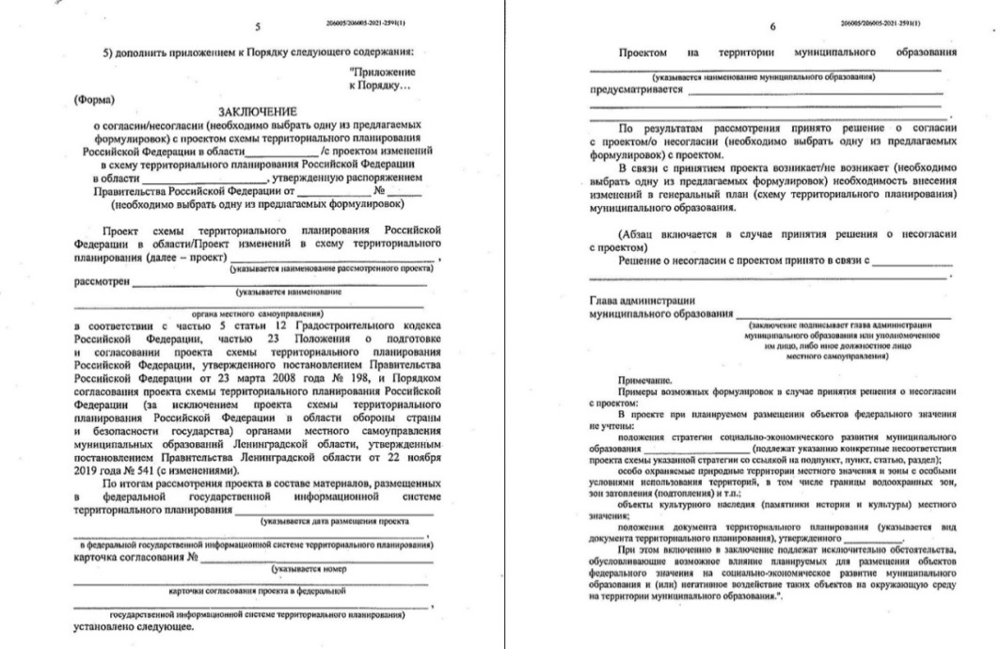 5
206005/206005-2021-2591(1)
5) дополнить приложением к Порядку следующего содержания:
"Приложение
к Порядку…
(Форма)
ЗАКЛЮЧЕНИЕ
о согласии/несогласии (необходимо выбрать одну из предлагаемых
формулировок) с проектом схемы территориального планирования
Российской Федерации в области____________ /с проектом изменений
в схему территориального планирования Российской Федерации
в области ____________________, утвержденную распоряжением
Правительства Российской Федерации от ____________ № ______
(необходимо выбрать одну из предлагаемых формулировок)
Проект схемы территориального планирования Российской
Федерации в области/Проект изменений в схему территориального
планирования (далее – проект) ________________________________ ,
(указывается наименование рассмотренного проекта)
рассмотрен ________________________________________________
(указывается наименование
____________________________________________________________
органа местного самоуправления)
в соответствии с частью 5 статьи 12 Градостроительного кодекса
Российской Федерации, частью 23 Положения о подготовке
и согласовании проекта схемы территориального планирования
Российской Федерации, утвержденного постановлением Правительства
Российской Федерации от 23 марта 2008 года № 198, и Порядком
согласования проекта схемы территориального планирования Российской
Федерации (за исключением проекта схемы территориального
планирования Российской Федерации в области обороны страны
и безопасности государства) органами местного самоуправления
муниципальных образований Ленинградской области, утвержденным
постановлением Правительства Ленинградской области от 22 ноября
2019 года № 541 (с изменениями).
По итогам рассмотрения проекта в составе материалов, размещенных
в федеральной государственной информационной системе
территориального планирования ________________________________
(указывается дата размещения проекта
____________________________________________________________ ,
в федеральной государственной информационной системе территориального планирования)
карточка согласования № ______________________________________
(указывается номер
____________________________________________________________
карточки согласования проекта в федеральной
____________________________________________________________ ,
государственной информационной системе территориального планирования)
установлено следующее.
6
206005/206005-2021-2591(1)
Проектом на территории муниципального образования
____________________________________________________________
(указывается наименование муниципального образования)
предусматривается ____________________________________________
____________________________________________________________
____________________________________________________________ .
По результатам рассмотрения принято решение о согласии
с проектом/о несогласии (необходимо выбрать одну из предлагаемых
формулировок) с проектом.
В связи с принятием проекта возникает/не возникает (необходимо
выбрать одну из предлагаемых формулировок) необходимость внесения
изменений в генеральный план (схему территориального планирования)
муниципального образования.
(Абзац включается в случае принятия решения о несогласии
с проектом)
Решение о несогласии с проектом принято в связи с _____________
____________________________________________________________ .
Глава администрации
муниципального образования ____________________________________
(заключение подписывает глава администрации
муниципального образования или уполномоченное
им лицо, либо иное должностное лицо
местного самоуправления)
Примечание.
Примеры возможных формулировок в случае принятия решения о несогласии
с проектом:
В проекте при планируемом размещении объектов федерального значения
не учтены:
положения стратегии социально-экономического развития муниципального
образования ______________ (подлежат указанию конкретные несоответствия
проекта схемы указанной стратегии со ссылкой на подпункт, пункт, статью, раздел);
особо охраняемые природные территории местного значения и зоны с особыми
условиями использования территорий, в том числе границы водоохранных зон,
зон затопления (подтопления) и т.п.;
объекты культурного наследия (памятники истории и культуры) местного
значения;
положения документа территориального планирования (указывается вид
документа территориального планирования), утвержденного __________.
При этом включению в заключение подлежат исключительно обстоятельства,
обусловливающие возможное влияние планируемых для размещения объектов
федерального значения на социально-экономическое развитие муниципального
образования и (или) негативное воздействие таких объектов на окружающую среду
на территории муниципального образования.".